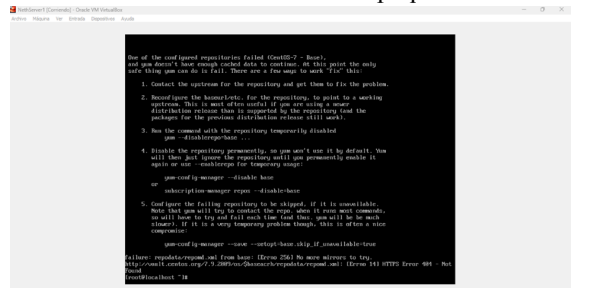 NethServer1 [Corriendo] - Oracle VM VirtualBox
Archivo Máquina Ver Entrada Dispositivos Ayuda
One of the configured repositories failed (CentOS-7 - Base),
and yum doesn't have enough cached data to continue. At this point the only
safe thing yum can do is fail. There are a few ways to work "fix" this:
1. Contact the upstream for the repository and get them to fix the problem.
2. Reconfigure the baseurl/etc. for the repository, to point to a working
upstream. This is most often useful if you are using a newer
distribution release than is supported by the repository (and the
packages for the previous distribution release still work).
3. Run the command with the repository temporarily disabled
yum --disablerepo=base ...
4. Disable the repository permanently, so yum won't use it by default. Yum
will then just ignore the repository until you permanently enable it
again or use --enablerepo for temporary usage:
yum-config-manager --disable base
or
subscription-manager repos --disable=base
5. Configure the failing repository to be skipped, if it is unavailable.
Note that yum will try to contact the repo. when it runs most commands,
so will have to try and fail each time (and thus. yum will be be much
slower). If it is a very temporary problem though, this is often a nice
compromise:
yum-config-manager --save --setopt=base.skip_if_unavailable=true
failure: repodata/repomd.xml from base: [Errno 256] No more mirrors to try.
http://vault.centos.org/7.9.2009/os/$basearch/repodata/repomd.xml: [Errno 14] HTTPS Error 404 - Not
Found
[root@localhost ~]#